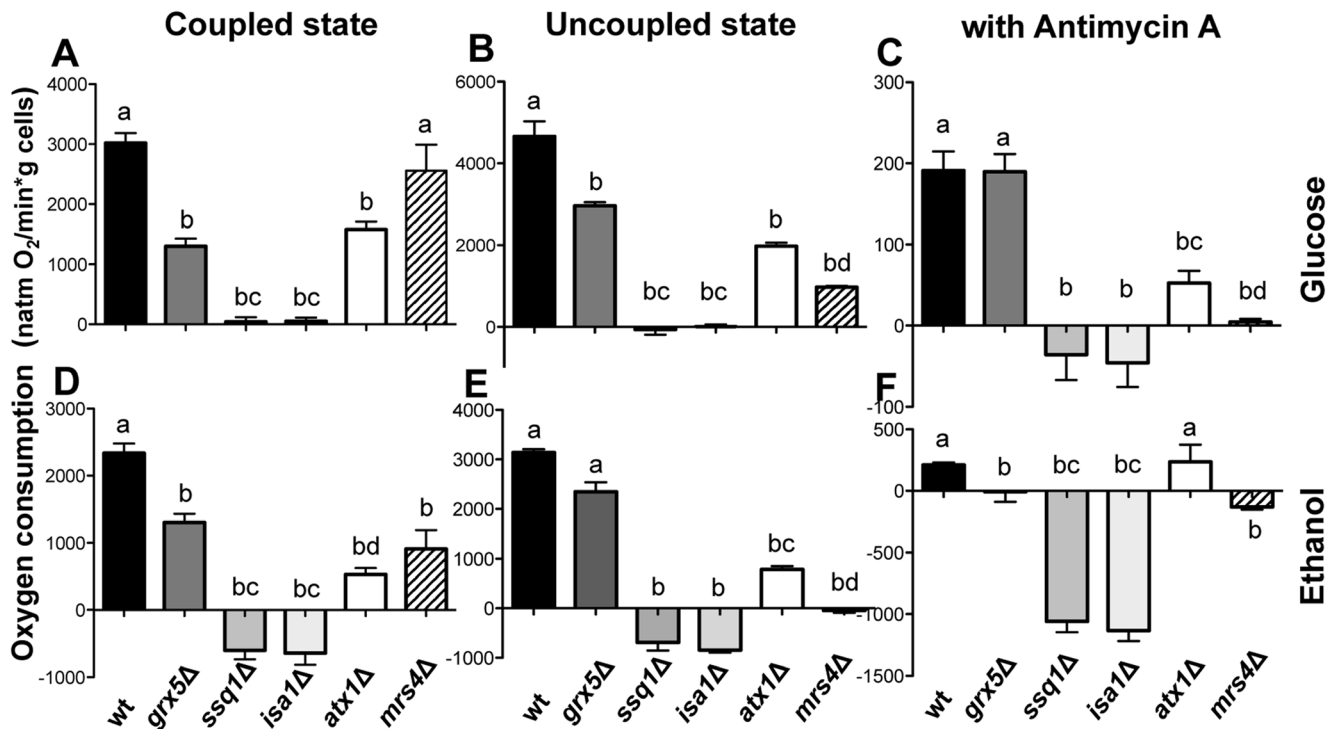 Coupled state
Uncoupled state
with Antimycin A
A
B
C
4000
3000
2000
1000
0
a
b
bc
bc
b
a
6000
4000
2000
0
a
b
bc
bc
b
bd
300
200
100
0
-100
a
a
b
b
bc
bd
Glucose
Oxygen consumption (natm O₂/min*g cells)
D
E
F
3000
2000
1000
0
-1000
a
b
bc
bc
bd
b
4000
3000
2000
1000
0
-1000
a
a
b
b
bc
bd
500
0
-500
-1000
-1500
a
b
bc
bc
a
b
Ethanol
wt
grx5Δ
ssq1Δ
isa1Δ
atx1Δ
mrs4Δ
wt
grx5Δ
ssq1Δ
isa1Δ
atx1Δ
mrs4Δ
wt
grx5Δ
ssq1Δ
isa1Δ
atx1Δ
mrs4Δ